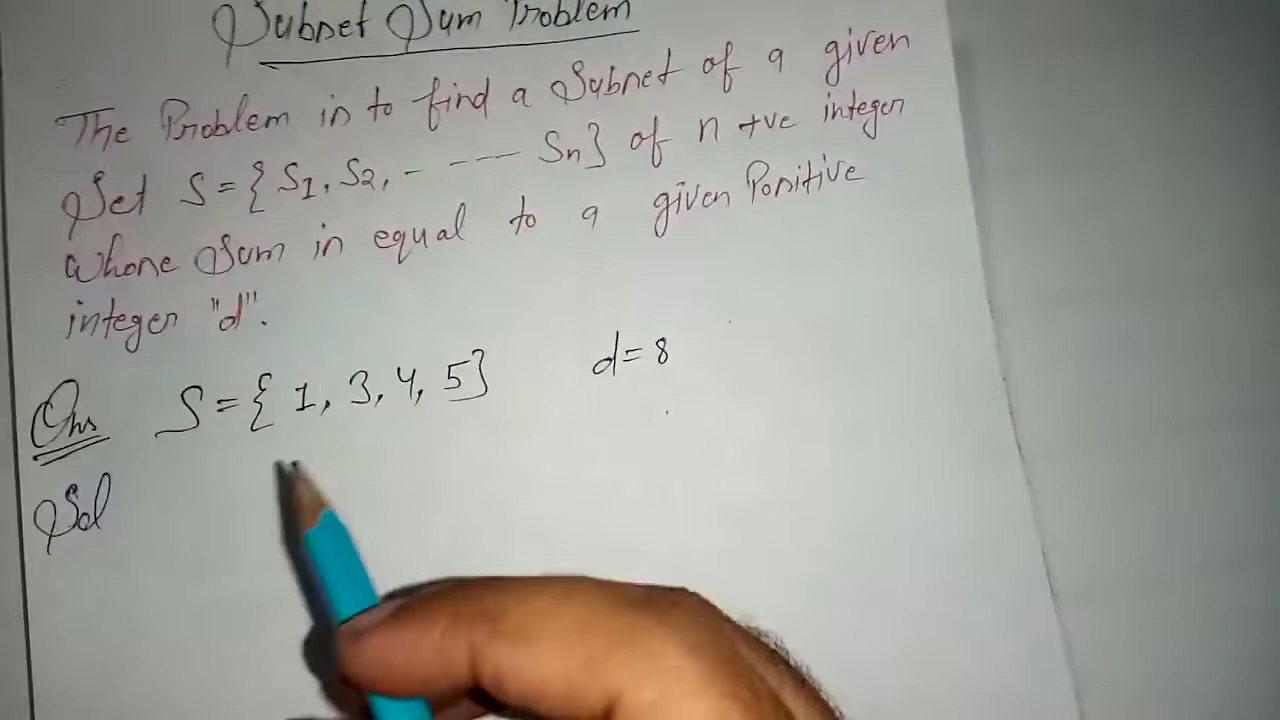 Subset Sum Problem
The Problem is to find a Subset of a given
Set S = { S1, S2, - - --- Sn} of n +ve integer
whose Sum is equal to a given Positive
integer "d".
Qns S = { 1, 3, 4, 5} d = 8
Sol